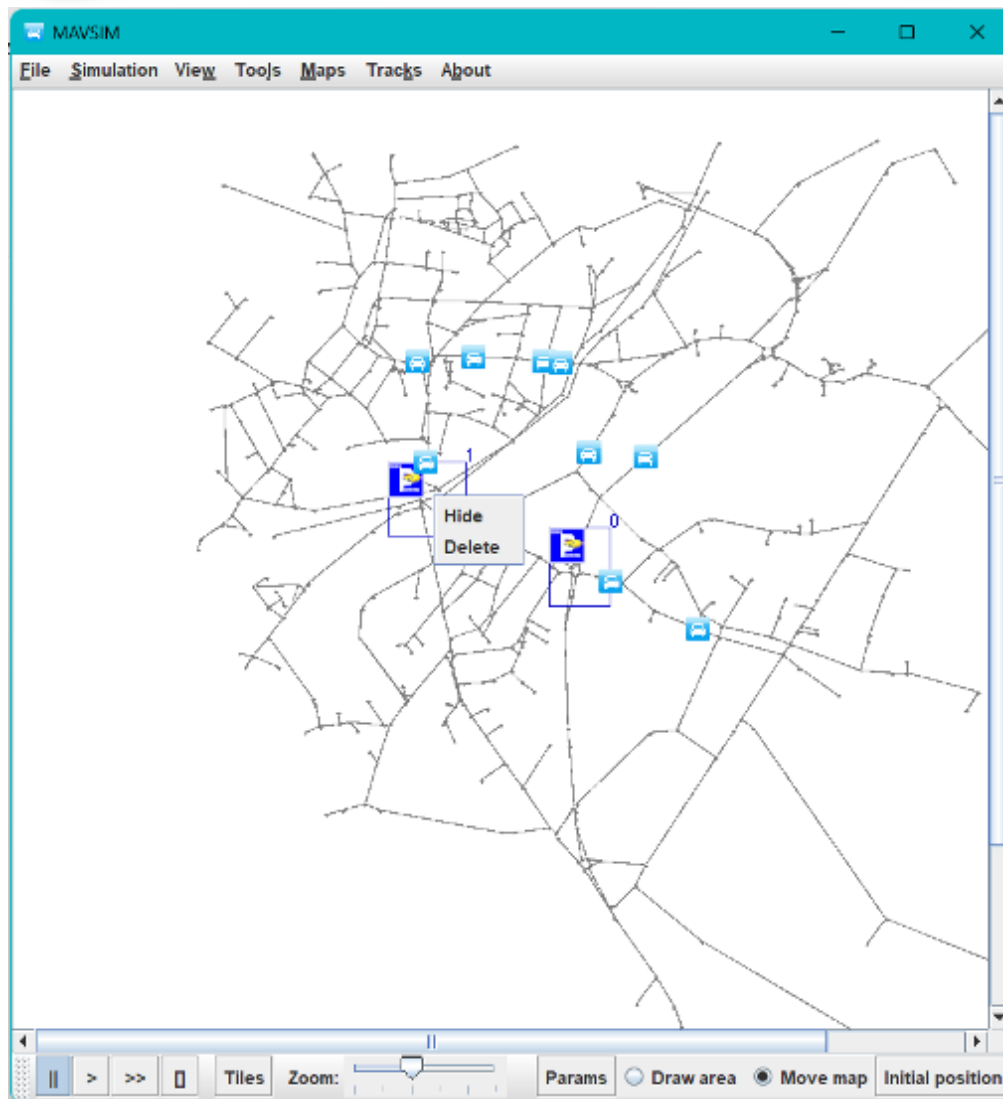 MAVSIM
File Simulation View Tools Maps Tracks About
1
Hide
Delete
0
|| > >> [] Tiles Zoom: Params Draw area Move map Initial position